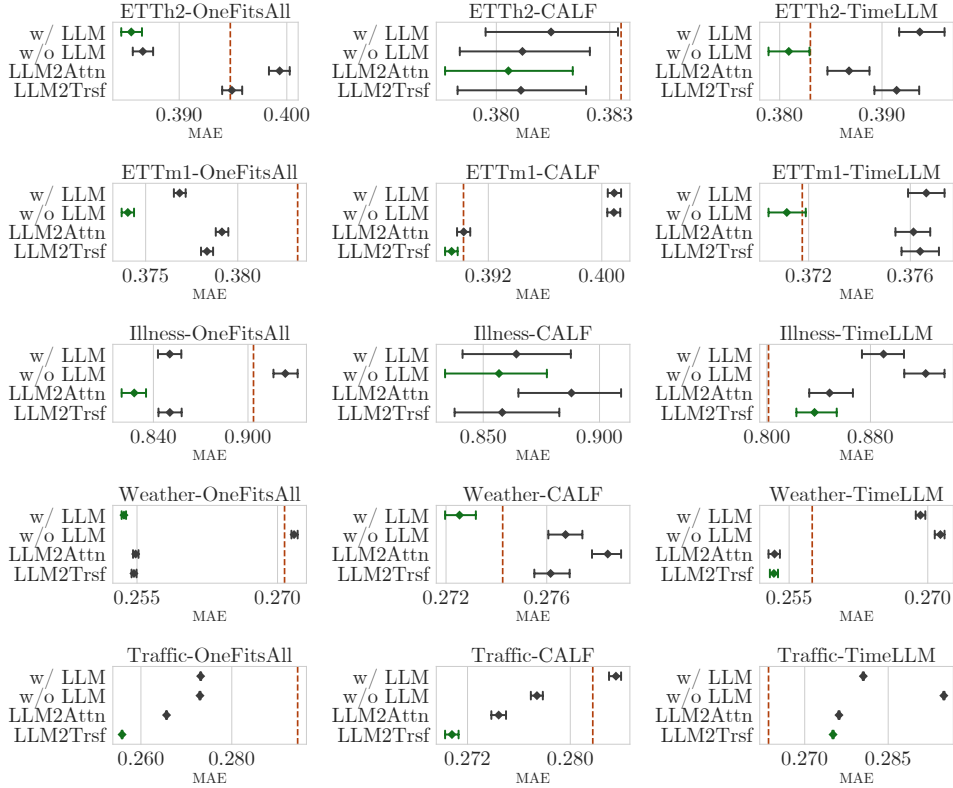 ETTh2-OneFitsAll
w/ LLM
w/o LLM
LLM2Attn
LLM2Trsf
0.390 0.400
MAE
ETTh2-CALF
w/ LLM
w/o LLM
LLM2Attn
LLM2Trsf
0.380 0.383
MAE
ETTh2-TimeLLM
w/ LLM
w/o LLM
LLM2Attn
LLM2Trsf
0.380 0.390
MAE
ETTm1-OneFitsAll
w/ LLM
w/o LLM
LLM2Attn
LLM2Trsf
0.375 0.380
MAE
ETTm1-CALF
w/ LLM
w/o LLM
LLM2Attn
LLM2Trsf
0.392 0.400
MAE
ETTm1-TimeLLM
w/ LLM
w/o LLM
LLM2Attn
LLM2Trsf
0.372 0.376
MAE
Illness-OneFitsAll
w/ LLM
w/o LLM
LLM2Attn
LLM2Trsf
0.840 0.900
MAE
Illness-CALF
w/ LLM
w/o LLM
LLM2Attn
LLM2Trsf
0.850 0.900
MAE
Illness-TimeLLM
w/ LLM
w/o LLM
LLM2Attn
LLM2Trsf
0.800 0.880
MAE
Weather-OneFitsAll
w/ LLM
w/o LLM
LLM2Attn
LLM2Trsf
0.255 0.270
MAE
Weather-CALF
w/ LLM
w/o LLM
LLM2Attn
LLM2Trsf
0.272 0.276
MAE
Weather-TimeLLM
w/ LLM
w/o LLM
LLM2Attn
LLM2Trsf
0.255 0.270
MAE
Traffic-OneFitsAll
w/ LLM
w/o LLM
LLM2Attn
LLM2Trsf
0.260 0.280
MAE
Traffic-CALF
w/ LLM
w/o LLM
LLM2Attn
LLM2Trsf
0.272 0.280
MAE
Traffic-TimeLLM
w/ LLM
w/o LLM
LLM2Attn
LLM2Trsf
0.270 0.285
MAE